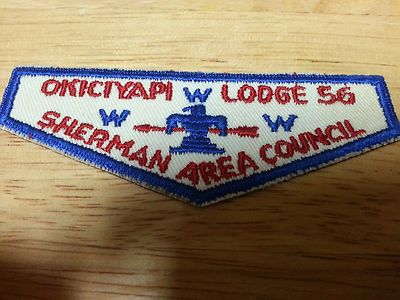 OKICIYAPI W LODGE 56
W W
SHERMAN AREA COUNCIL